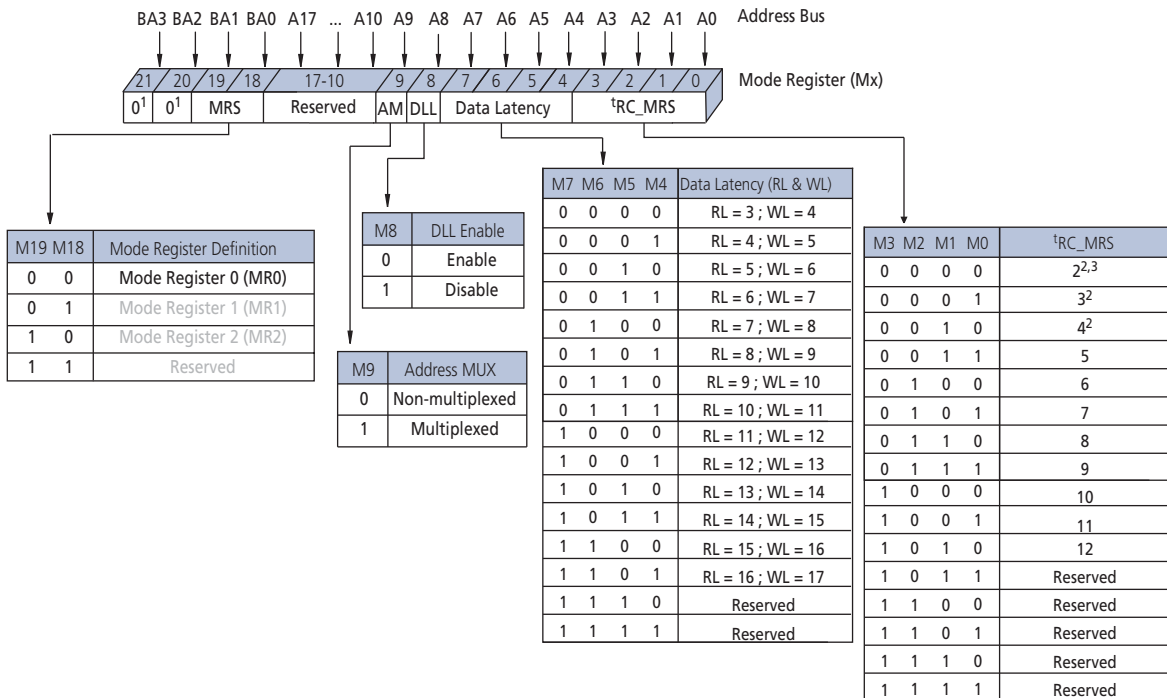 BA3 BA2 BA1 BA0 A17 ... A10 A9 A8 A7 A6 A5 A4 A3 A2 A1 A0 Address Bus
21 20 19 18 17-10 9 8 7 6 5 4 3 2 1 0 Mode Register (Mx)
0¹ 0¹ MRS Reserved AM DLL Data Latency ᵗRC_MRS
M19 M18 Mode Register Definition
0 0 Mode Register 0 (MR0)
0 1 Mode Register 1 (MR1)
1 0 Mode Register 2 (MR2)
1 1 Reserved
M8 DLL Enable
0 Enable
1 Disable
M9 Address MUX
0 Non-multiplexed
1 Multiplexed
M7 M6 M5 M4 Data Latency (RL & WL)
0 0 0 0 RL = 3 ; WL = 4
0 0 0 1 RL = 4 ; WL = 5
0 0 1 0 RL = 5 ; WL = 6
0 0 1 1 RL = 6 ; WL = 7
0 1 0 0 RL = 7 ; WL = 8
0 1 0 1 RL = 8 ; WL = 9
0 1 1 0 RL = 9 ; WL = 10
0 1 1 1 RL = 10 ; WL = 11
1 0 0 0 RL = 11 ; WL = 12
1 0 0 1 RL = 12 ; WL = 13
1 0 1 0 RL = 13 ; WL = 14
1 0 1 1 RL = 14 ; WL = 15
1 1 0 0 RL = 15 ; WL = 16
1 1 0 1 RL = 16 ; WL = 17
1 1 1 0 Reserved
1 1 1 1 Reserved
M3 M2 M1 M0 ᵗRC_MRS
0 0 0 0 2²,³
0 0 0 1 3²
0 0 1 0 4²
0 0 1 1 5
0 1 0 0 6
0 1 0 1 7
0 1 1 0 8
0 1 1 1 9
1 0 0 0 10
1 0 0 1 11
1 0 1 0 12
1 0 1 1 Reserved
1 1 0 0 Reserved
1 1 0 1 Reserved
1 1 1 0 Reserved
1 1 1 1 Reserved